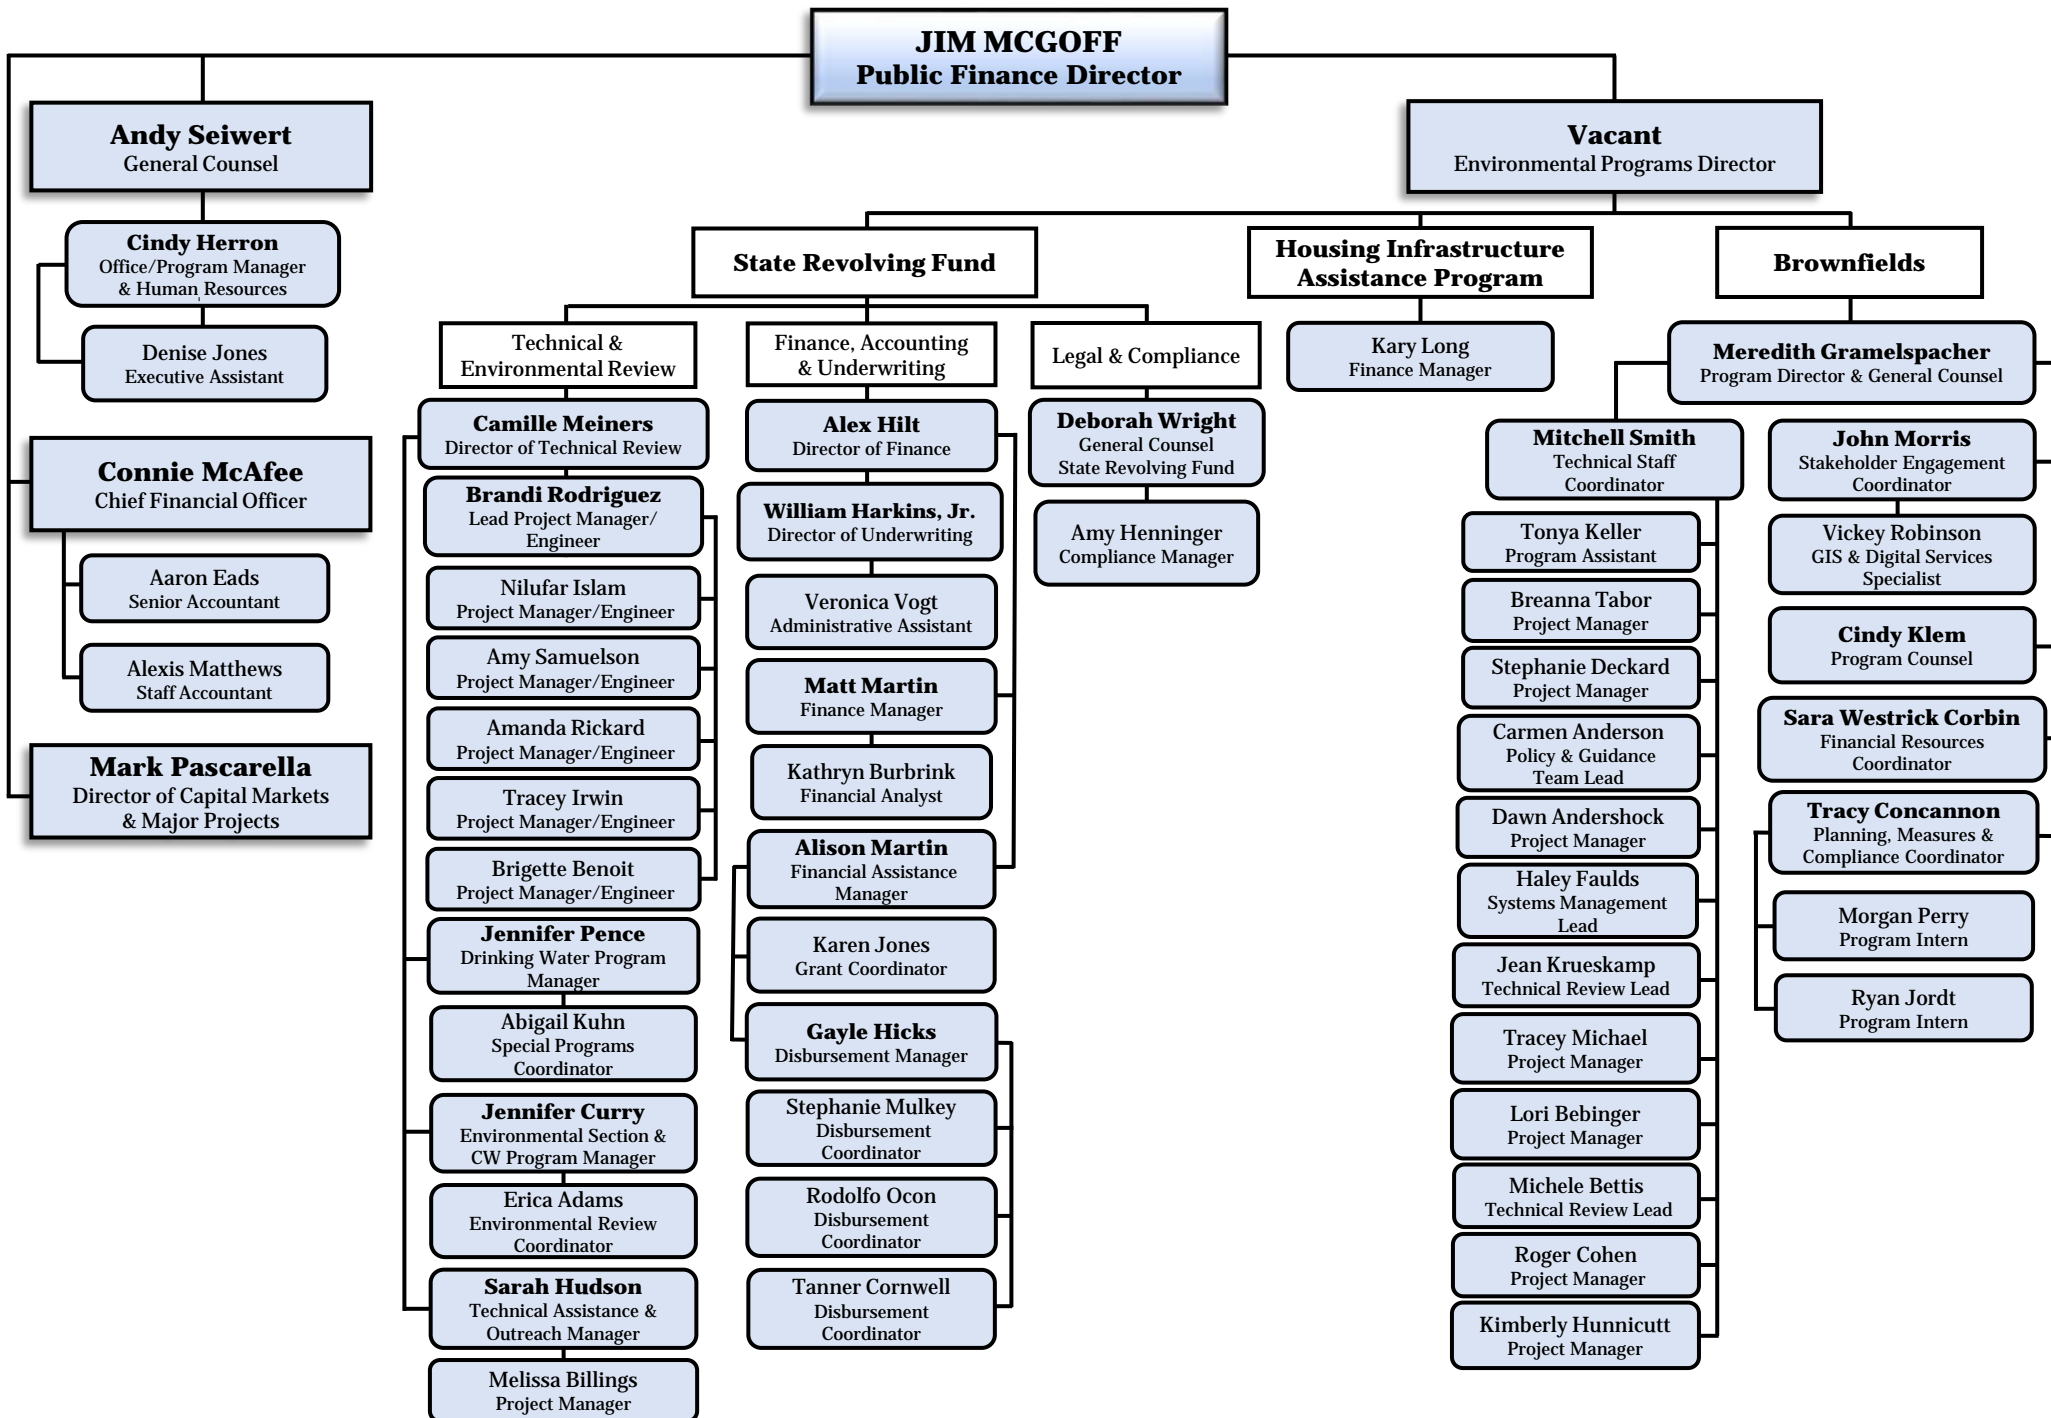 JIM MCGOFF
Public Finance Director
Andy Seiwert
General Counsel
Cindy Herron
Office/Program Manager
& Human Resources
Denise Jones
Executive Assistant
Connie McAfee
Chief Financial Officer
Aaron Eads
Senior Accountant
Alexis Matthews
Staff Accountant
Mark Pascarella
Director of Capital Markets
& Major Projects
Vacant
Environmental Programs Director
State Revolving Fund
Technical &
Environmental Review
Camille Meiners
Director of Technical Review
Brandi Rodriguez
Lead Project Manager/
Engineer
Nilufar Islam
Project Manager/Engineer
Amy Samuelson
Project Manager/Engineer
Amanda Rickard
Project Manager/Engineer
Tracey Irwin
Project Manager/Engineer
Brigette Benoit
Project Manager/Engineer
Jennifer Pence
Drinking Water Program
Manager
Abigail Kuhn
Special Programs
Coordinator
Jennifer Curry
Environmental Section &
CW Program Manager
Erica Adams
Environmental Review
Coordinator
Sarah Hudson
Technical Assistance &
Outreach Manager
Melissa Billings
Project Manager
Finance, Accounting
& Underwriting
Alex Hilt
Director of Finance
William Harkins, Jr.
Director of Underwriting
Veronica Vogt
Administrative Assistant
Matt Martin
Finance Manager
Kathryn Burbrink
Financial Analyst
Alison Martin
Financial Assistance
Manager
Karen Jones
Grant Coordinator
Gayle Hicks
Disbursement Manager
Stephanie Mulkey
Disbursement
Coordinator
Rodolfo Ocon
Disbursement
Coordinator
Tanner Cornwell
Disbursement
Coordinator
Legal & Compliance
Deborah Wright
General Counsel
State Revolving Fund
Amy Henninger
Compliance Manager
Housing Infrastructure
Assistance Program
Kary Long
Finance Manager
Brownfields
Meredith Gramelspacher
Program Director & General Counsel
Mitchell Smith
Technical Staff
Coordinator
Tonya Keller
Program Assistant
Breanna Tabor
Project Manager
Stephanie Deckard
Project Manager
Carmen Anderson
Policy & Guidance
Team Lead
Dawn Andershock
Project Manager
Haley Faulds
Systems Management
Lead
Jean Krueskamp
Technical Review Lead
Tracey Michael
Project Manager
Lori Bebinger
Project Manager
Michele Bettis
Technical Review Lead
Roger Cohen
Project Manager
Kimberly Hunnicutt
Project Manager
John Morris
Stakeholder Engagement
Coordinator
Vickey Robinson
GIS & Digital Services
Specialist
Cindy Klem
Program Counsel
Sara Westrick Corbin
Financial Resources
Coordinator
Tracy Concannon
Planning, Measures &
Compliance Coordinator
Morgan Perry
Program Intern
Ryan Jordt
Program Intern